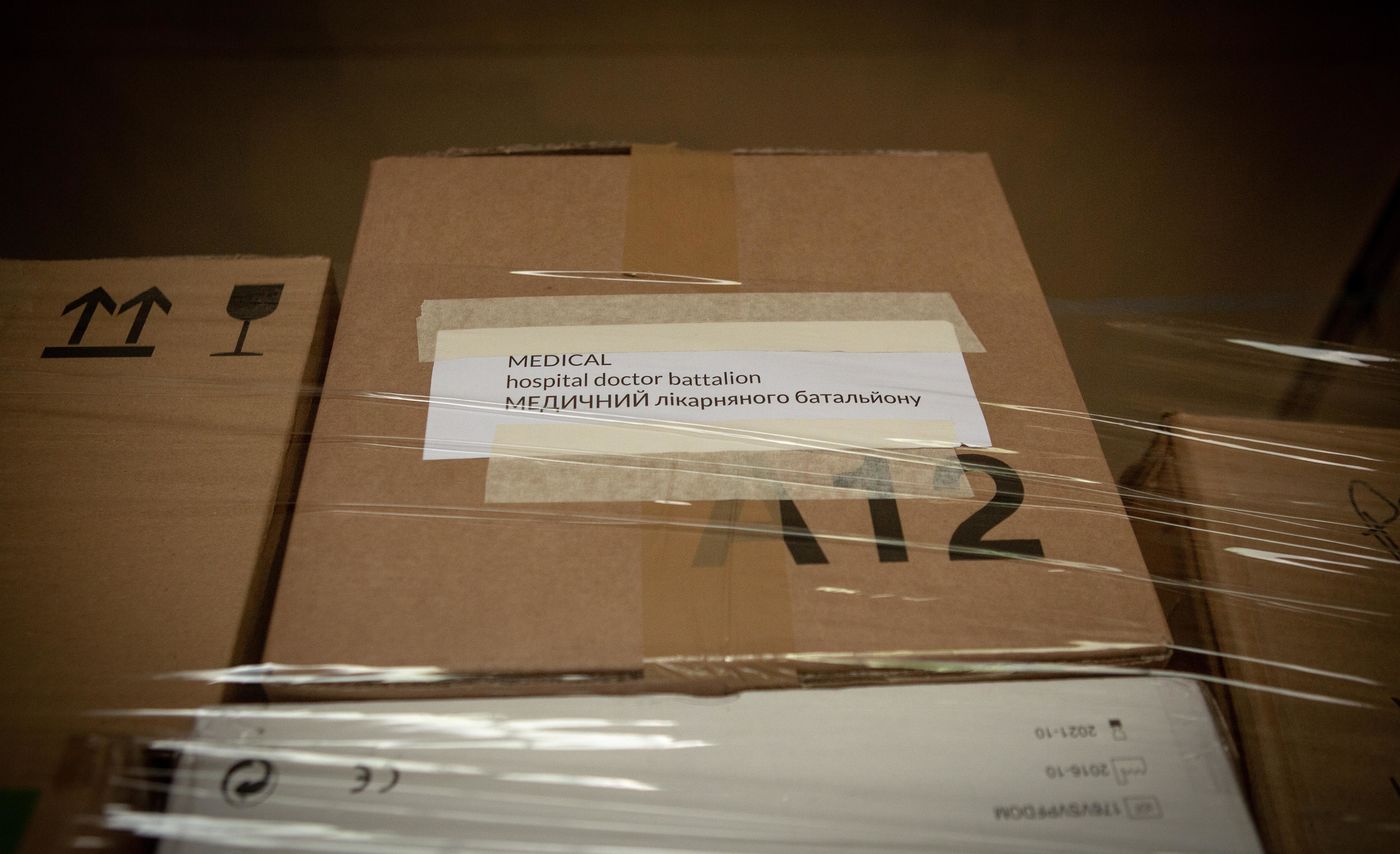 MEDICAL
hospital doctor battalion
МЕДИЧНИЙ лікарняного батальйону
A12
2021-10
2016-10